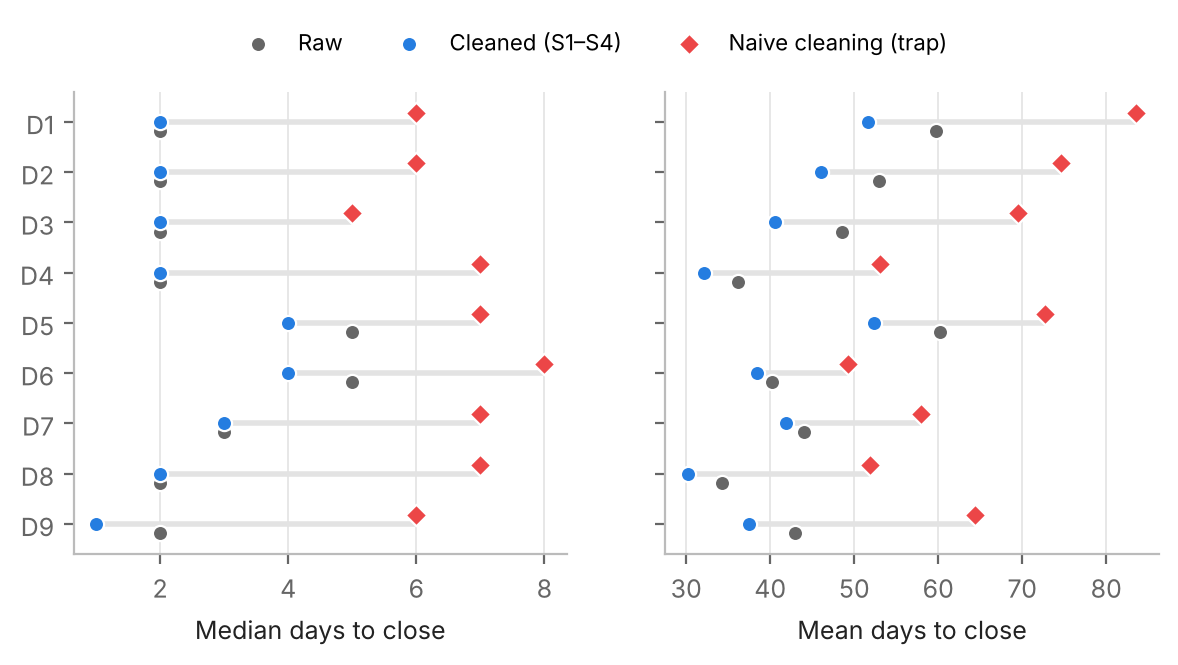 Raw
Cleaned (S1–S4)
Naive cleaning (trap)
D1
D2
D3
D4
D5
D6
D7
D8
D9
2 4 6 8
Median days to close
30 40 50 60 70 80
Mean days to close